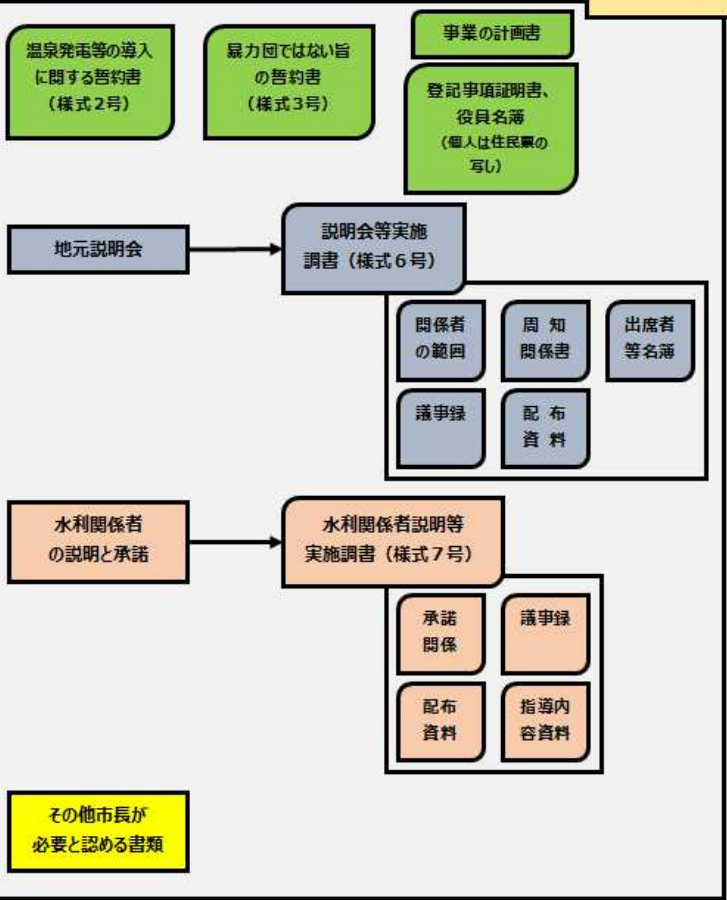 温泉発電等の導入
に関する誓約書
（様式２号）
暴力団ではない旨
の誓約書
（様式３号）
事業の計画書
登記事項証明書、
役員名簿
（個人は住民票の
写し）
地元説明会
説明会等実施
調書（様式６号）
関係者
の範囲
周 知
関係書
出席者
等名簿
議事録
配 布
資 料
水利関係者
の説明と承諾
水利関係者説明等
実施調書（様式７号）
承諾
関係
議事録
配布
資料
指導内
容資料
その他市長が
必要と認める書類